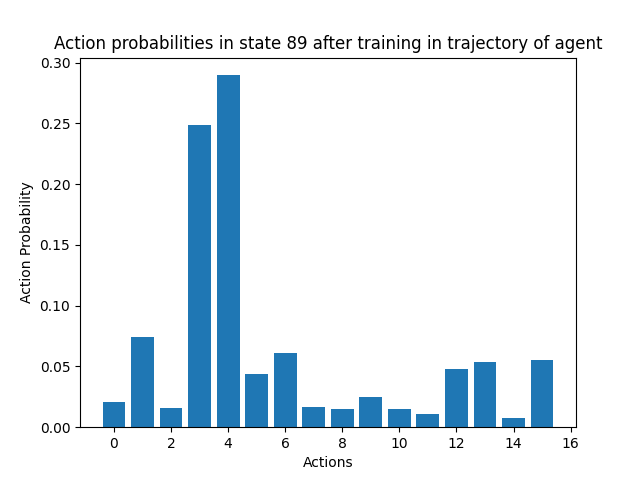 Action probabilities in state 89 after training in trajectory of agent
0.30
0.25
0.20
0.15
0.10
0.05
0.00
Action Probability
0 2 4 6 8 10 12 14 16
Actions